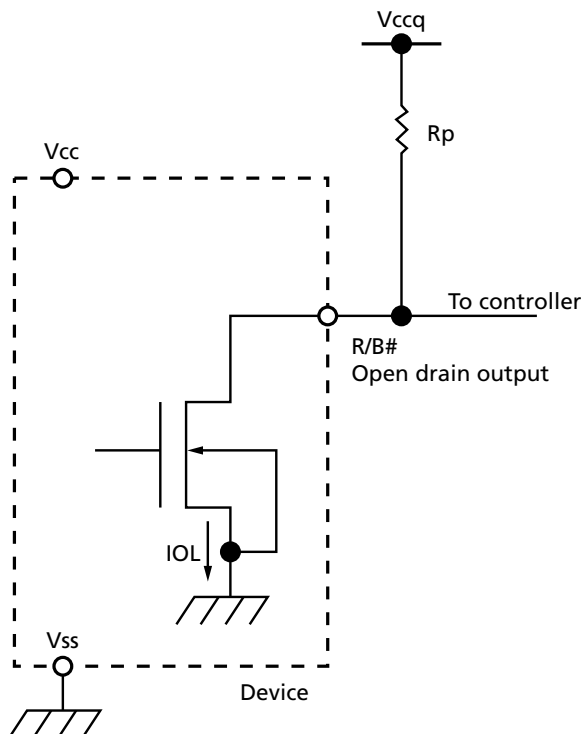 Vccq
Rp
Vcc
To controller
R/B#
Open drain output
IOL
Vss
Device